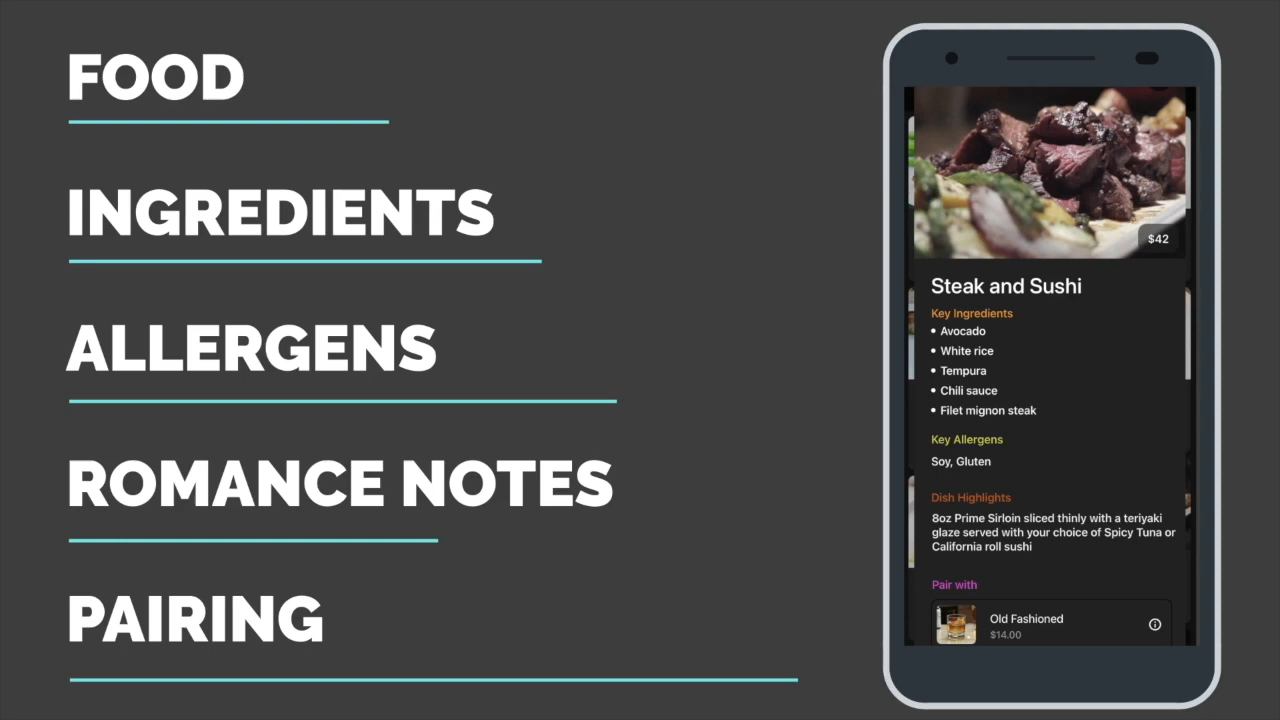 FOOD
INGREDIENTS
ALLERGENS
ROMANCE NOTES
PAIRING
$42
Steak and Sushi
Key Ingredients
• Avocado
• White rice
• Tempura
• Chili sauce
• Filet mignon steak
Key Allergens
Soy, Gluten
Dish Highlights
8oz Prime Sirloin sliced thinly with a teriyaki
glaze served with your choice of Spicy Tuna or
California roll sushi
Pair with
Old Fashioned
$14.00